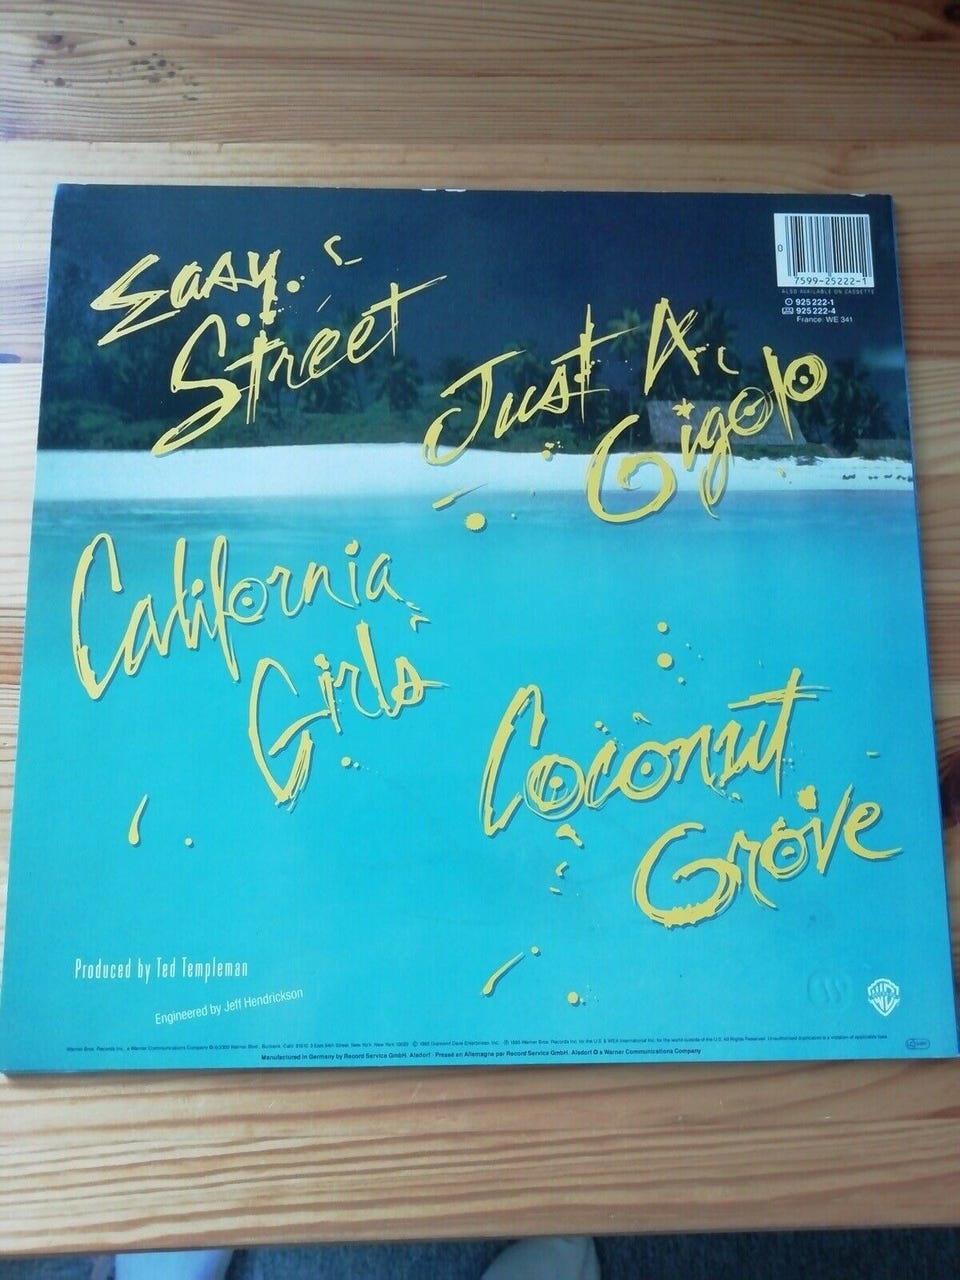 Easy
Street
Just A
Gigolo
California
Girls
Coconut
Grove
0
7599-25222-1
ALSO AVAILABLE ON CASSETTE
925 222-1
925 222-4
France: WE 341
Produced by Ted Templeman
Engineered by Jeff Hendrickson
Manufactured in Germany by Record Service GmbH, Alsdorf · Pressé en Allemagne par Record Service GmbH, Alsdorf a Warner Communications Company